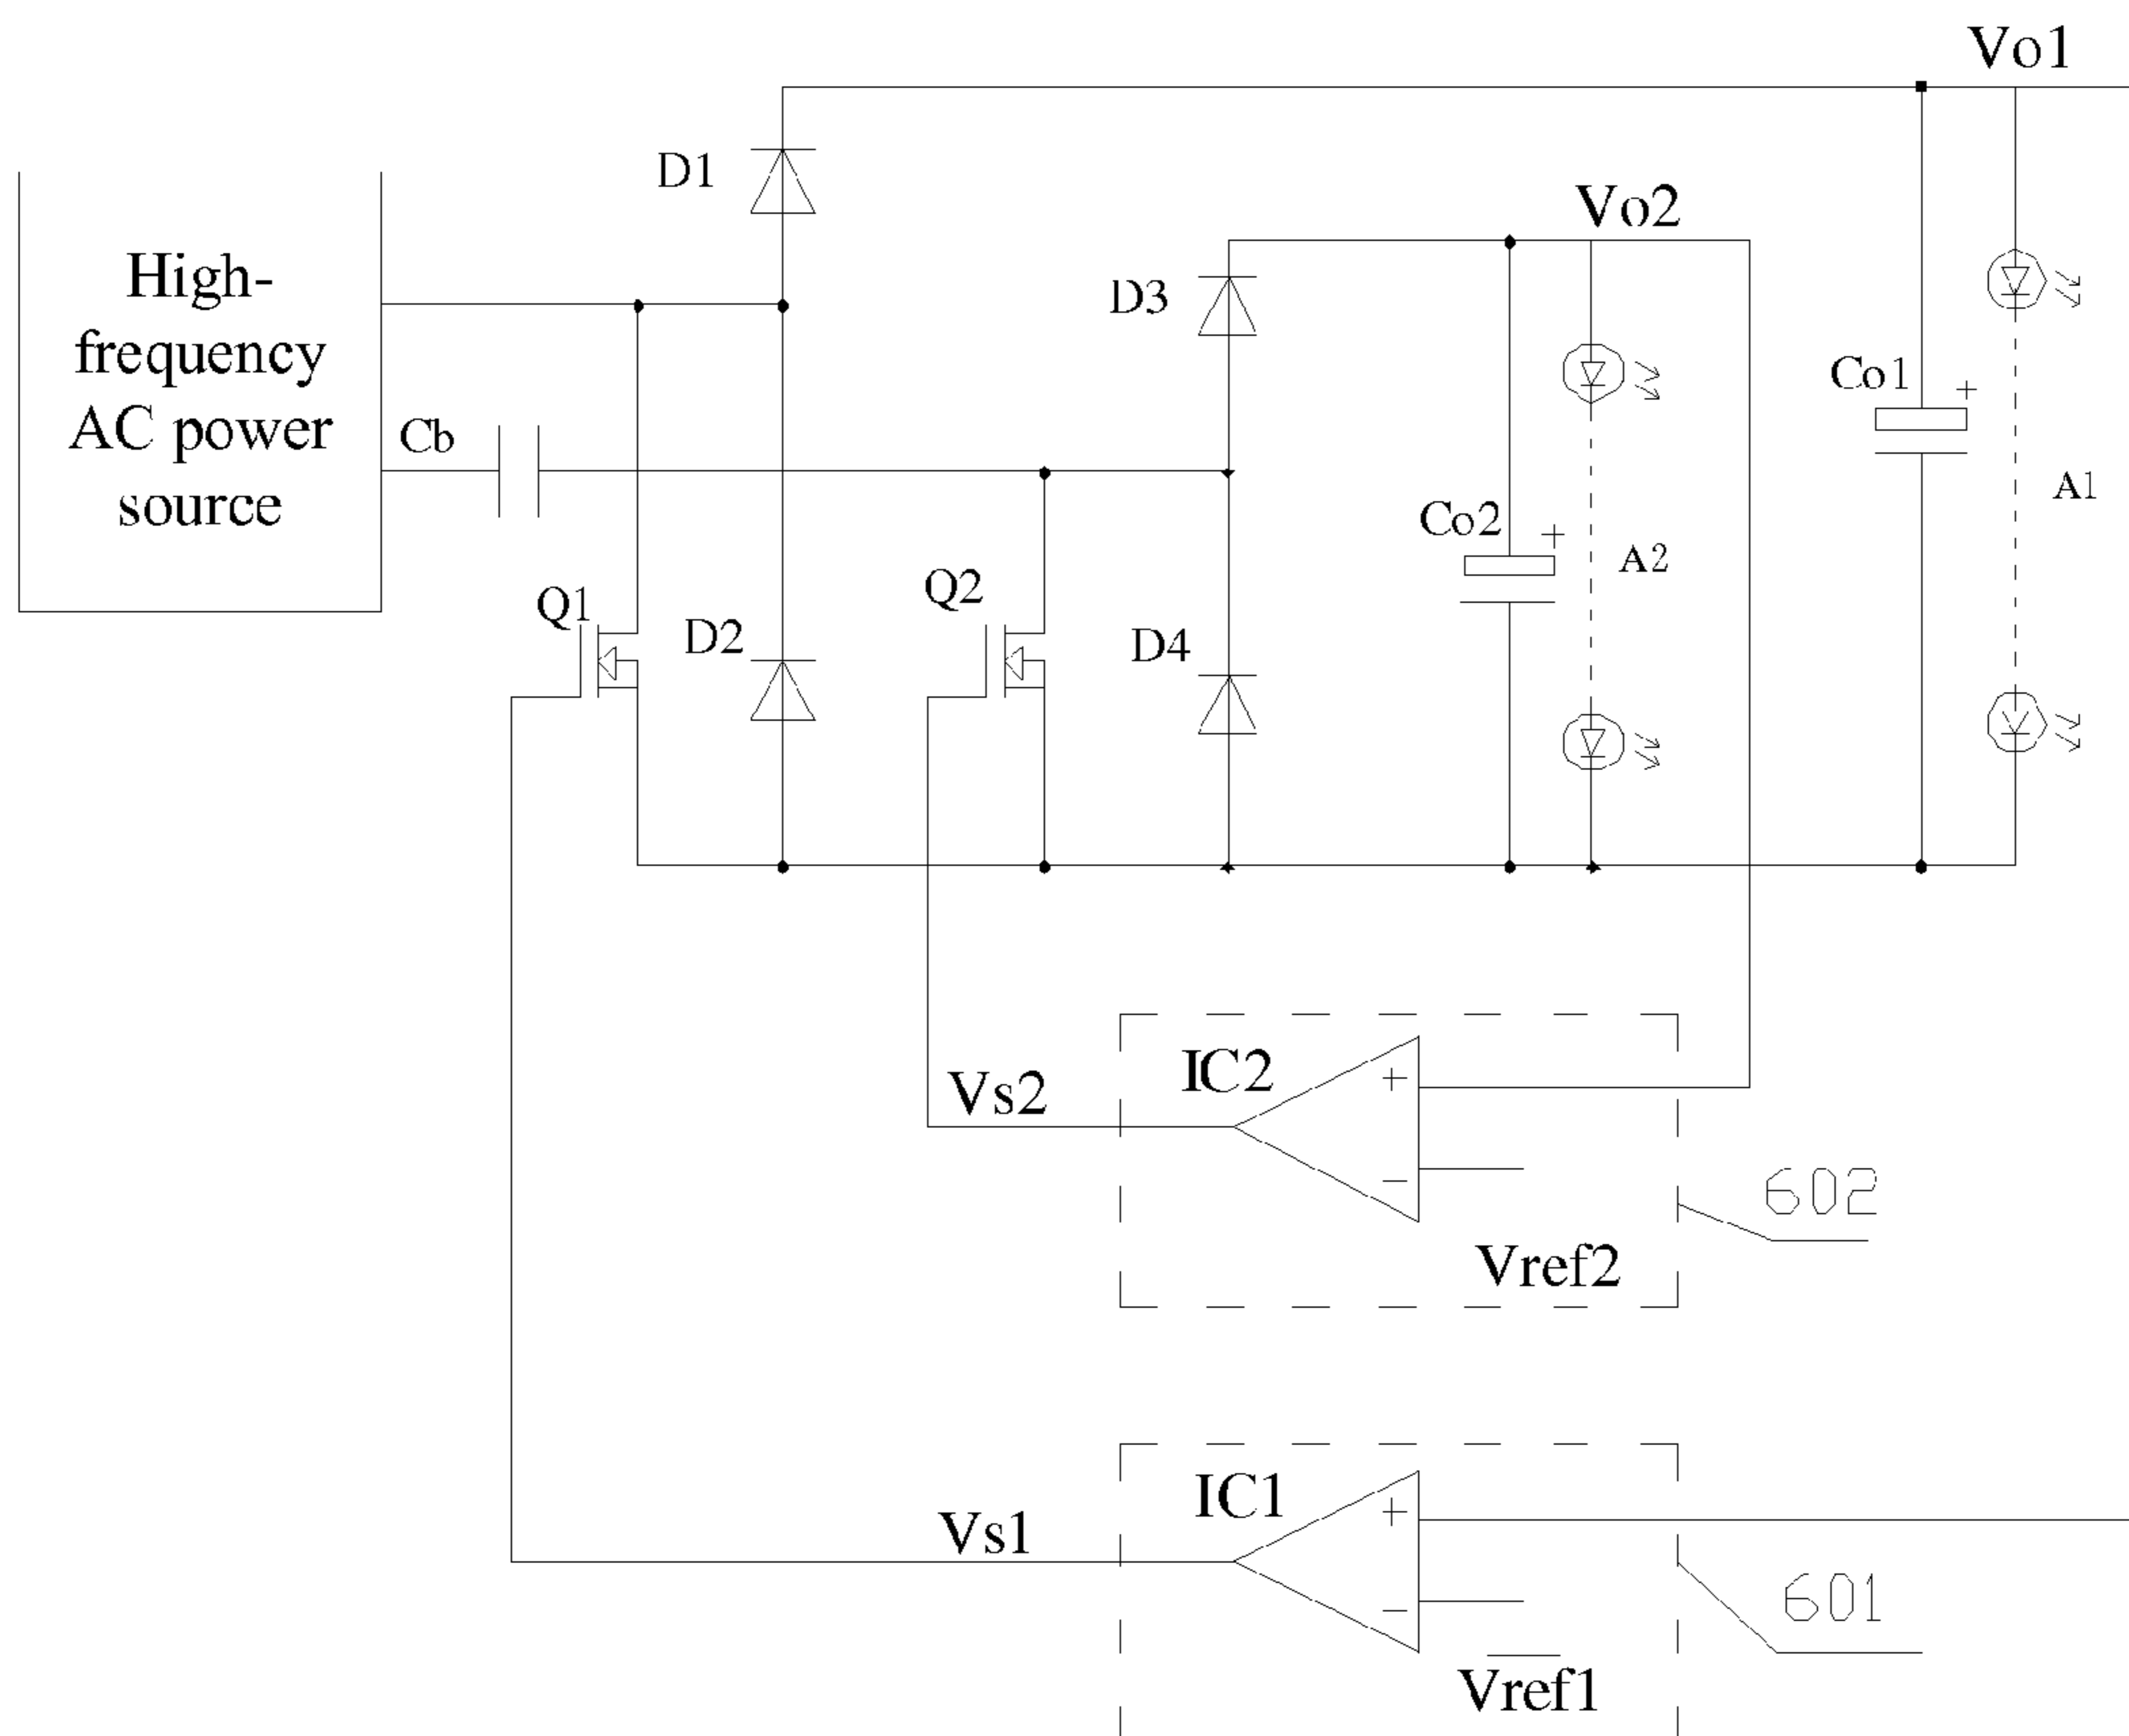 Vo1
D1
Vo2
High-
frequency
AC power
source
D3
Cb
Co1
+
A1
Co2
+
A2
Q1
Q2
D2
D4
IC2
+
Vs2
−
602
Vref2
IC1
+
Vs1
−
601
Vref1